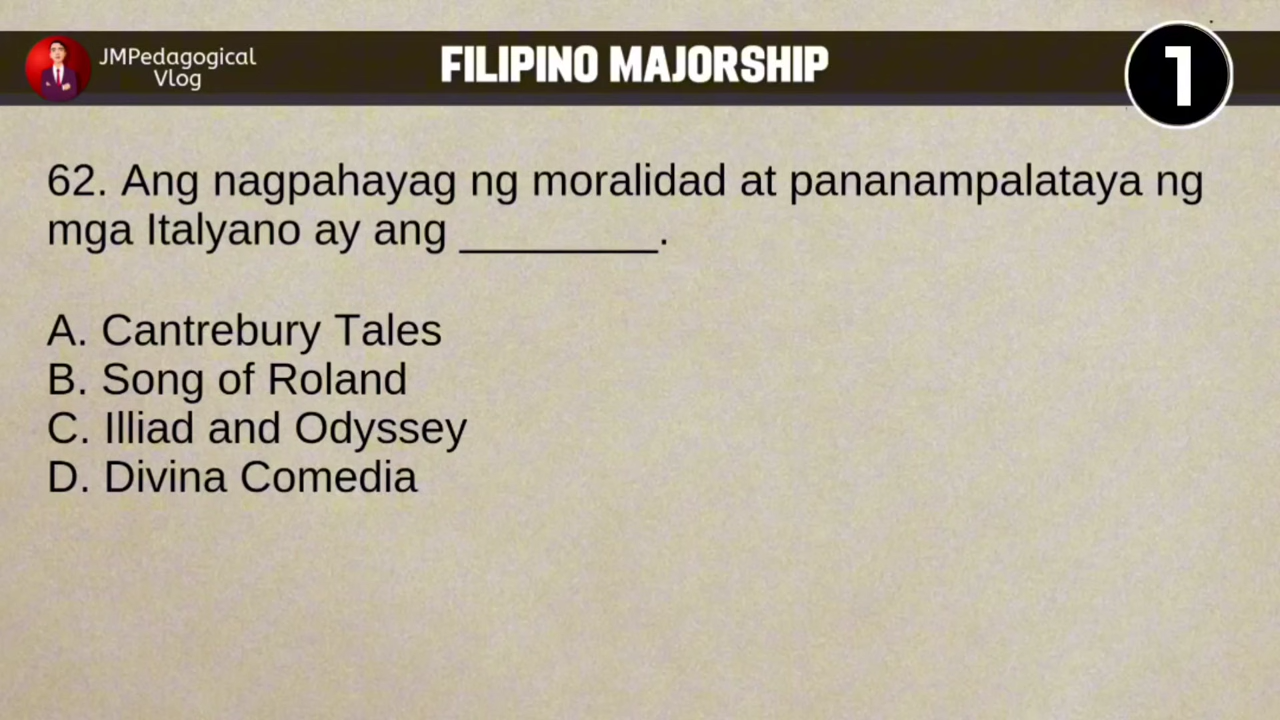 JMPedagogical
Vlog
FILIPINO MAJORSHIP
1
62. Ang nagpahayag ng moralidad at pananampalataya ng
mga Italyano ay ang ________.
A. Cantrebury Tales
B. Song of Roland
C. Illiad and Odyssey
D. Divina Comedia